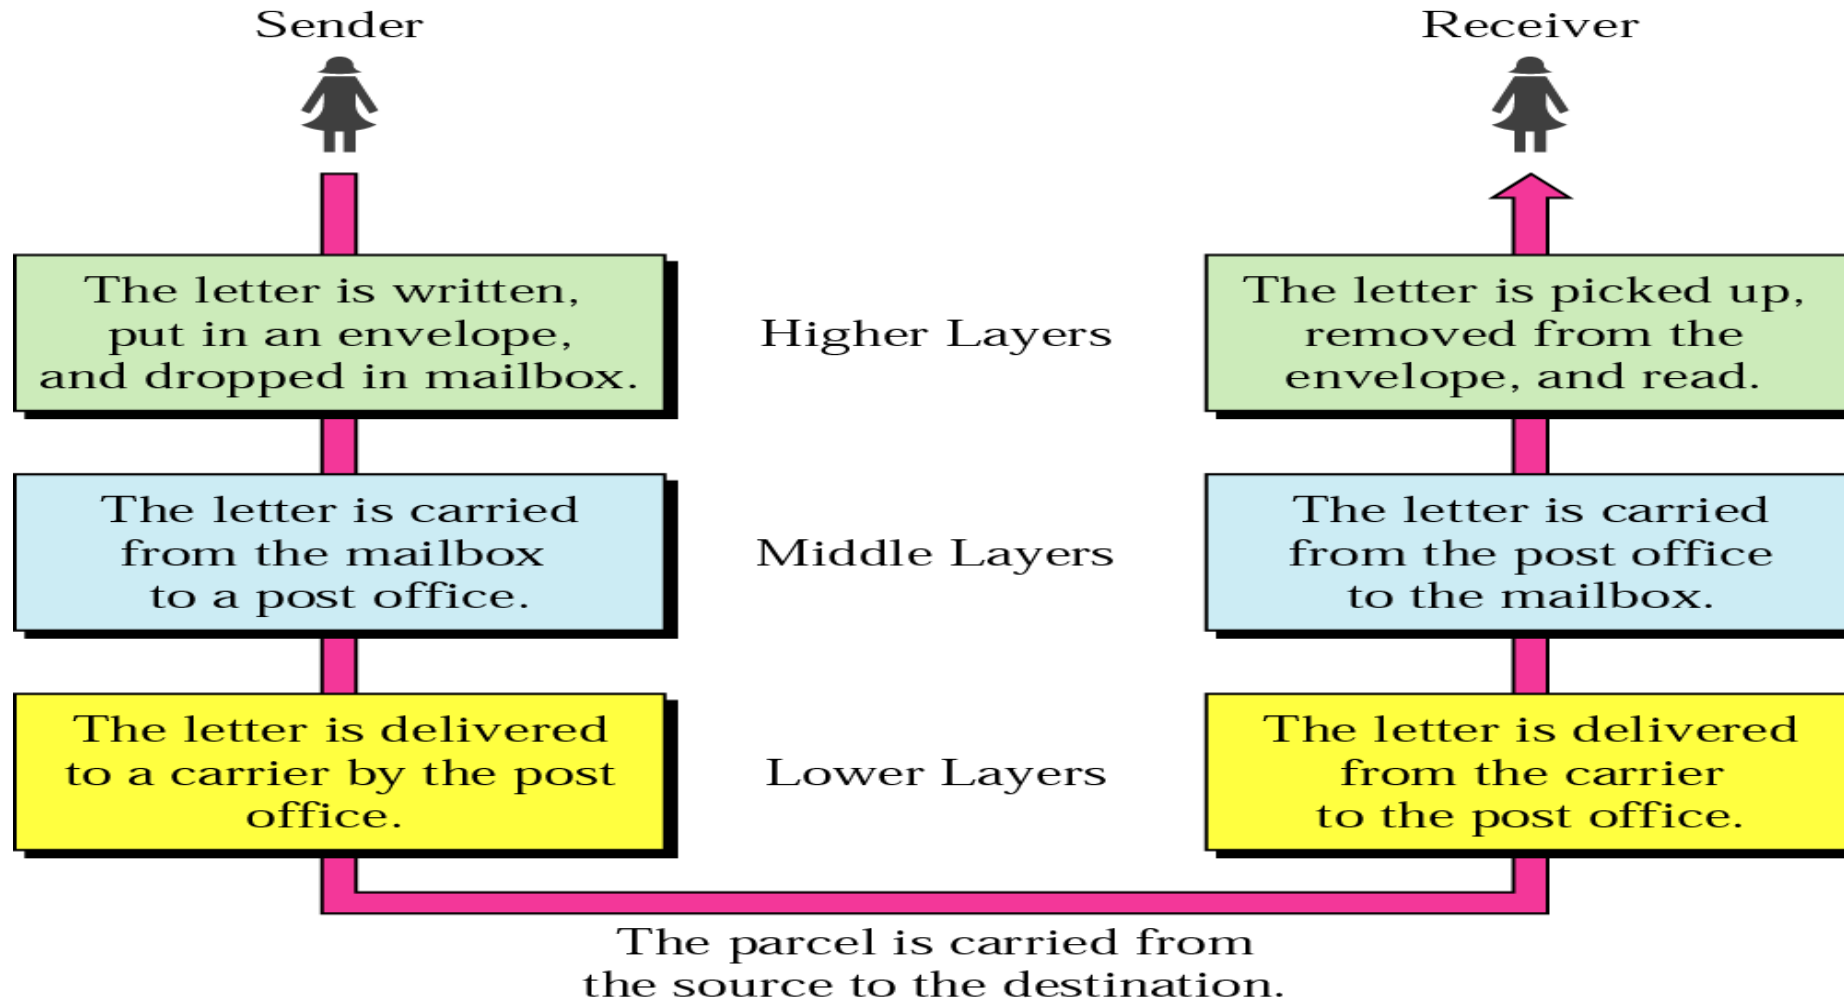 Sender
Receiver
The letter is written,
put in an envelope,
and dropped in mailbox.
Higher Layers
The letter is picked up,
removed from the
envelope, and read.
The letter is carried
from the mailbox
to a post office.
Middle Layers
The letter is carried
from the post office
to the mailbox.
The letter is delivered
to a carrier by the post
office.
Lower Layers
The letter is delivered
from the carrier
to the post office.
The parcel is carried from
the source to the destination.